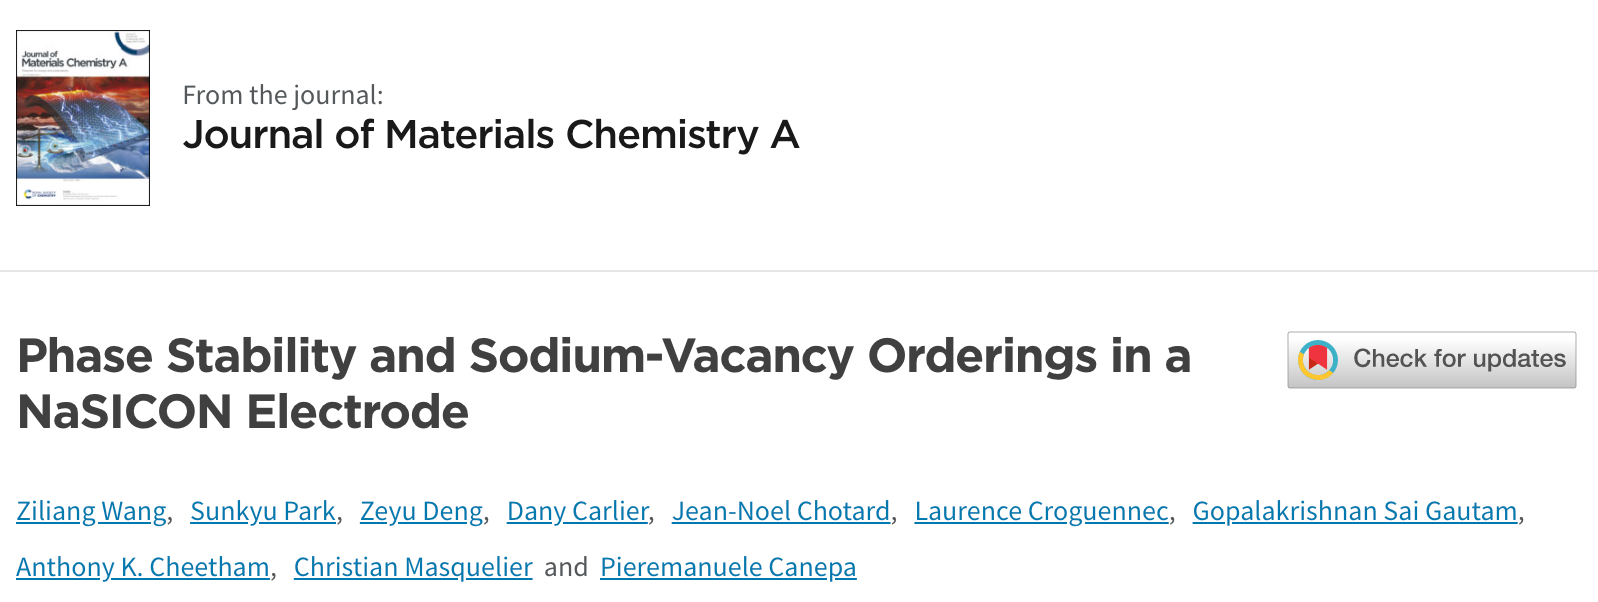 Journal of
Materials Chemistry A
From the journal:
Journal of Materials Chemistry A
Phase Stability and Sodium-Vacancy Orderings in a
NaSICON Electrode
Check for updates
Ziliang Wang, Sunkyu Park, Zeyu Deng, Dany Carlier, Jean-Noel Chotard, Laurence Croguennec, Gopalakrishnan Sai Gautam,
Anthony K. Cheetham, Christian Masquelier and Pieremanuele Canepa